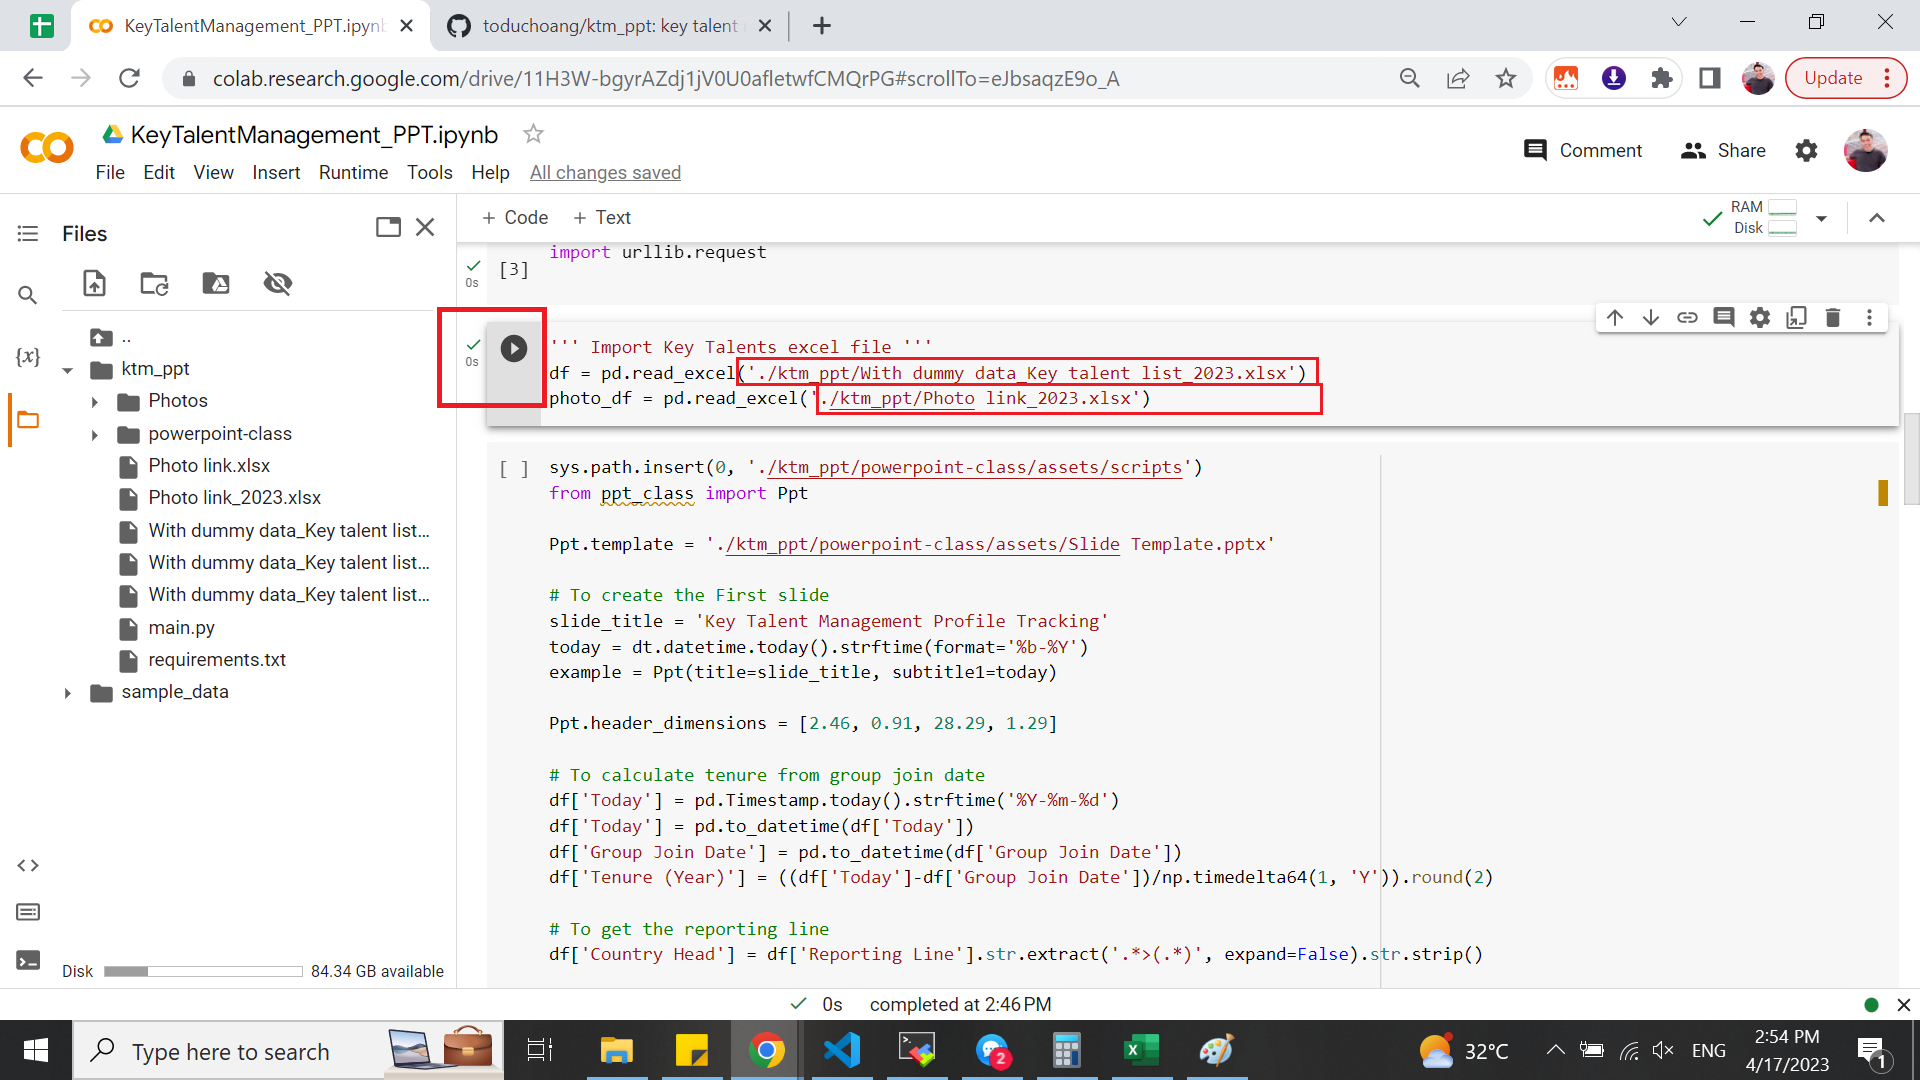 KeyTalentManagement_PPT.ipynb
toduchoang/ktm_ppt: key talent
colab.research.google.com/drive/11H3W-bgyrAZdj1jV0U0afletwfCMQrPG#scrollTo=eJbsaqzE9o_A
Update
KeyTalentManagement_PPT.ipynb
File Edit View Insert Runtime Tools Help All changes saved
Comment
Share
Files
+ Code + Text
RAM
Disk
..
ktm_ppt
Photos
powerpoint-class
Photo link.xlsx
Photo link_2023.xlsx
With dummy data_Key talent list...
With dummy data_Key talent list...
With dummy data_Key talent list...
main.py
requirements.txt
sample_data
{x}
Disk 84.34 GB available
0s
[3]
import urllib.request
0s
''' Import Key Talents excel file '''
df = pd.read_excel('./ktm_ppt/With dummy data_Key talent list_2023.xlsx')
photo_df = pd.read_excel('./ktm_ppt/Photo link_2023.xlsx')
[ ]
sys.path.insert(0, './ktm_ppt/powerpoint-class/assets/scripts')
from ppt_class import Ppt
Ppt.template = './ktm_ppt/powerpoint-class/assets/Slide Template.pptx'
# To create the First slide
slide_title = 'Key Talent Management Profile Tracking'
today = dt.datetime.today().strftime(format='%b-%Y')
example = Ppt(title=slide_title, subtitle1=today)
Ppt.header_dimensions = [2.46, 0.91, 28.29, 1.29]
# To calculate tenure from group join date
df['Today'] = pd.Timestamp.today().strftime('%Y-%m-%d')
df['Today'] = pd.to_datetime(df['Today'])
df['Group Join Date'] = pd.to_datetime(df['Group Join Date'])
df['Tenure (Year)'] = ((df['Today']-df['Group Join Date'])/np.timedelta64(1, 'Y')).round(2)
# To get the reporting line
df['Country Head'] = df['Reporting Line'].str.extract('.*>(.*)', expand=False).str.strip()
0s completed at 2:46 PM
Type here to search
2
32°C
ENG
2:54 PM
4/17/2023
1